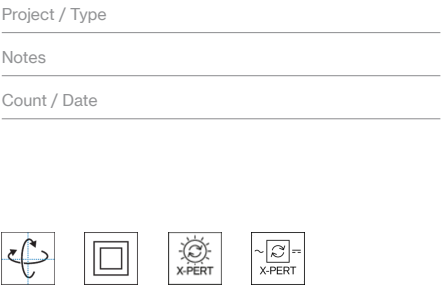 Project / Type
Notes
Count / Date
X-PERT
X-PERT